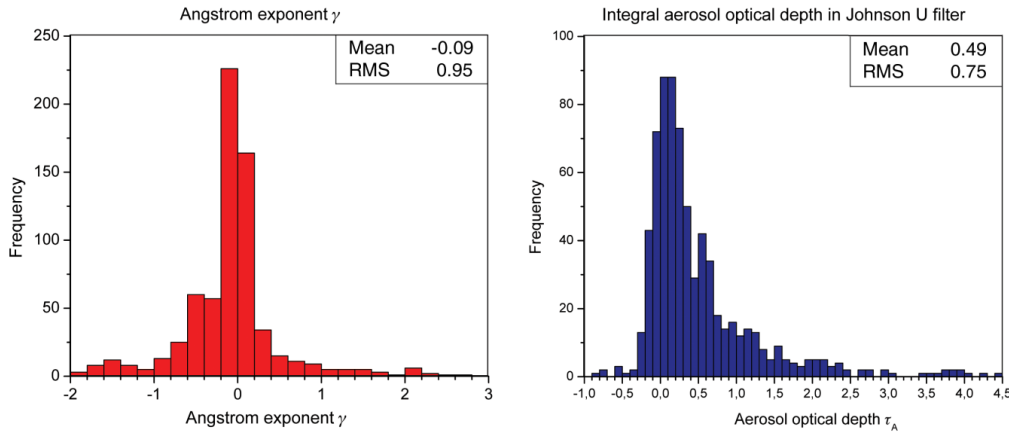 Angstrom exponent γ
Mean -0.09
RMS 0.95
250
200
150
100
50
0
Frequency
-2 -1 0 1 2 3
Angstrom exponent γ
Integral aerosol optical depth in Johnson U filter
Mean 0.49
RMS 0.75
100
80
60
40
20
0
Frequency
-1,0 -0,5 0,0 0,5 1,0 1,5 2,0 2,5 3,0 3,5 4,0 4,5
Aerosol optical depth τA